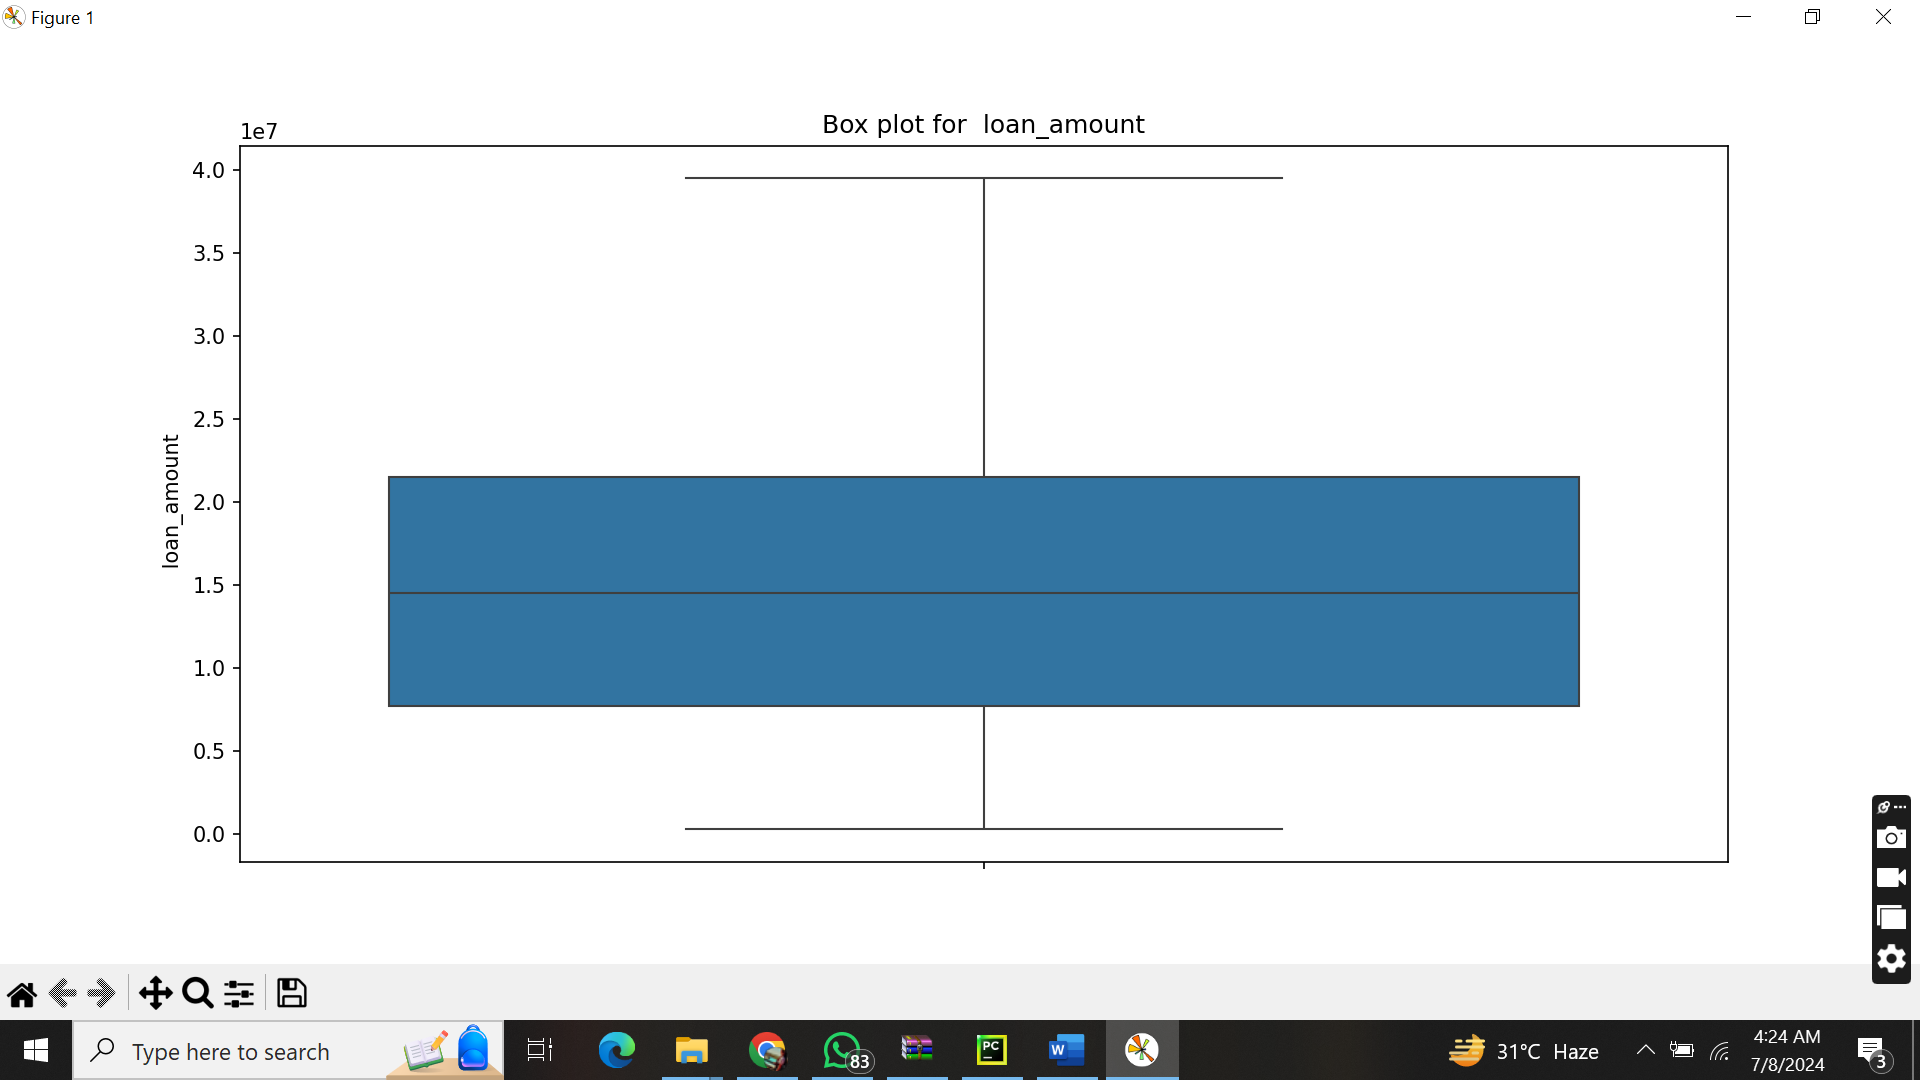 Figure 1
Box plot for  loan_amount
1e7
4.0
3.5
3.0
2.5
2.0
1.5
1.0
0.5
0.0
loan_amount
Type here to search
83
PC
W
31°C  Haze
4:24 AM
7/8/2024
3